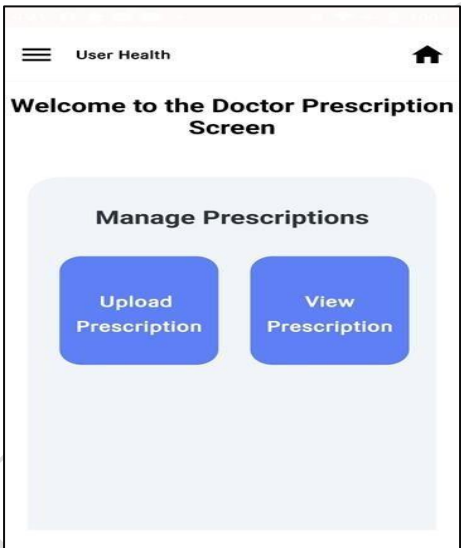 User Health
Welcome to the Doctor Prescription
Screen
Manage Prescriptions
Upload
Prescription
View
Prescription